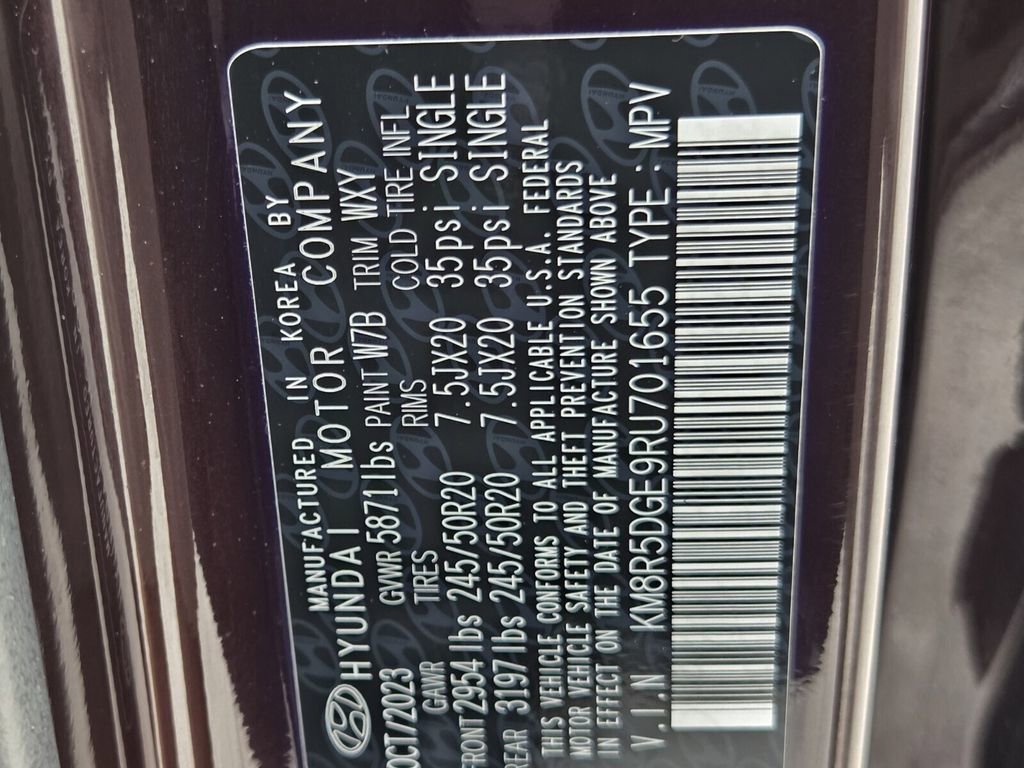 MANUFACTURED IN KOREA BY
HYUNDAI MOTOR COMPANY
OCT/2023 GVWR 5871lbs PAINT W7B TRIM WXY
GAWR TIRES RIMS COLD TIRE INFL
FRONT 2954 lbs 245/50R20 7.5JX20 35psi SINGLE
REAR 3197 lbs 245/50R20 7.5JX20 35psi SINGLE
THIS VEHICLE CONFORMS TO ALL APPLICABLE U.S.A. FEDERAL
MOTOR VEHICLE SAFETY AND THEFT PREVENTION STANDARDS
IN EFFECT ON THE DATE OF MANUFACTURE SHOWN ABOVE
V.I.N KM8R5DGE9RU701655 TYPE : MPV